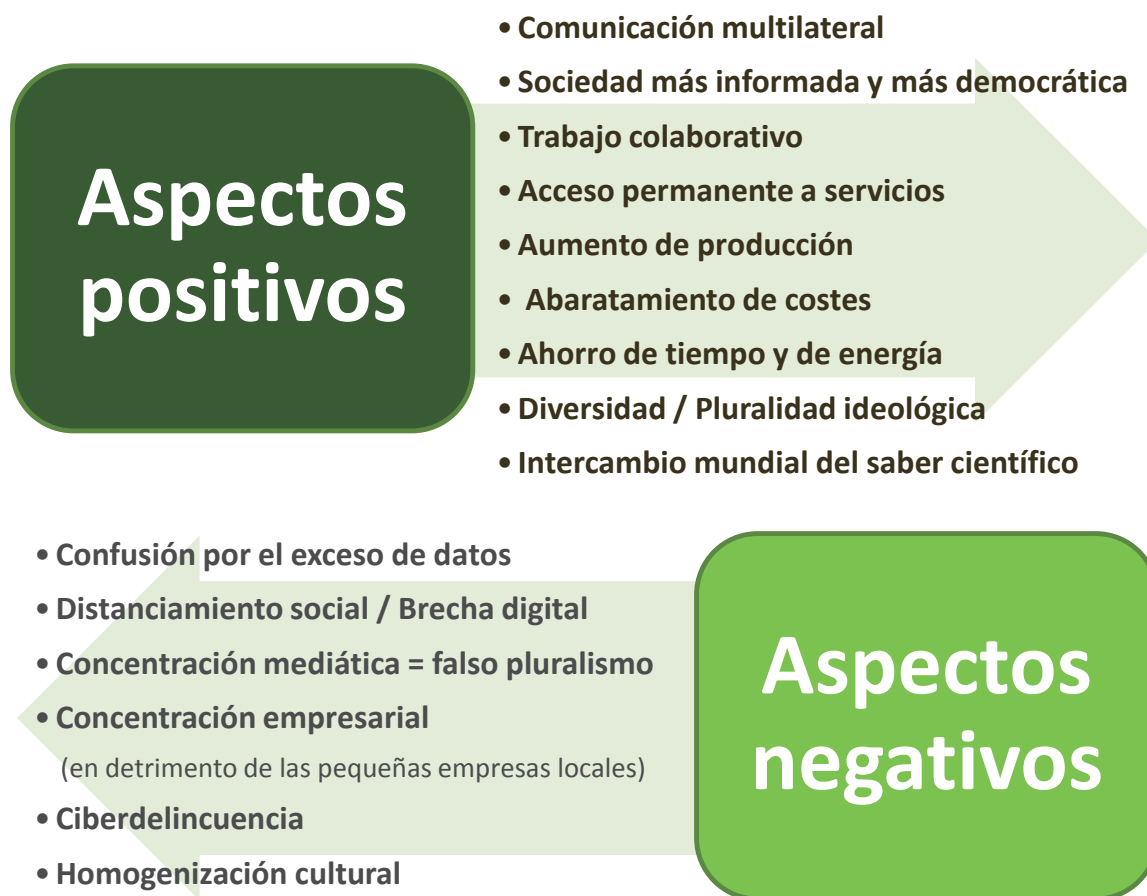 Aspectos
positivos
• Comunicación multilateral
• Sociedad más informada y más democrática
• Trabajo colaborativo
• Acceso permanente a servicios
• Aumento de producción
• Abaratamiento de costes
• Ahorro de tiempo y de energía
• Diversidad / Pluralidad ideológica
• Intercambio mundial del saber científico
• Confusión por el exceso de datos
• Distanciamiento social / Brecha digital
• Concentración mediática = falso pluralismo
• Concentración empresarial
(en detrimento de las pequeñas empresas locales)
• Ciberdelincuencia
• Homogenización cultural
Aspectos
negativos